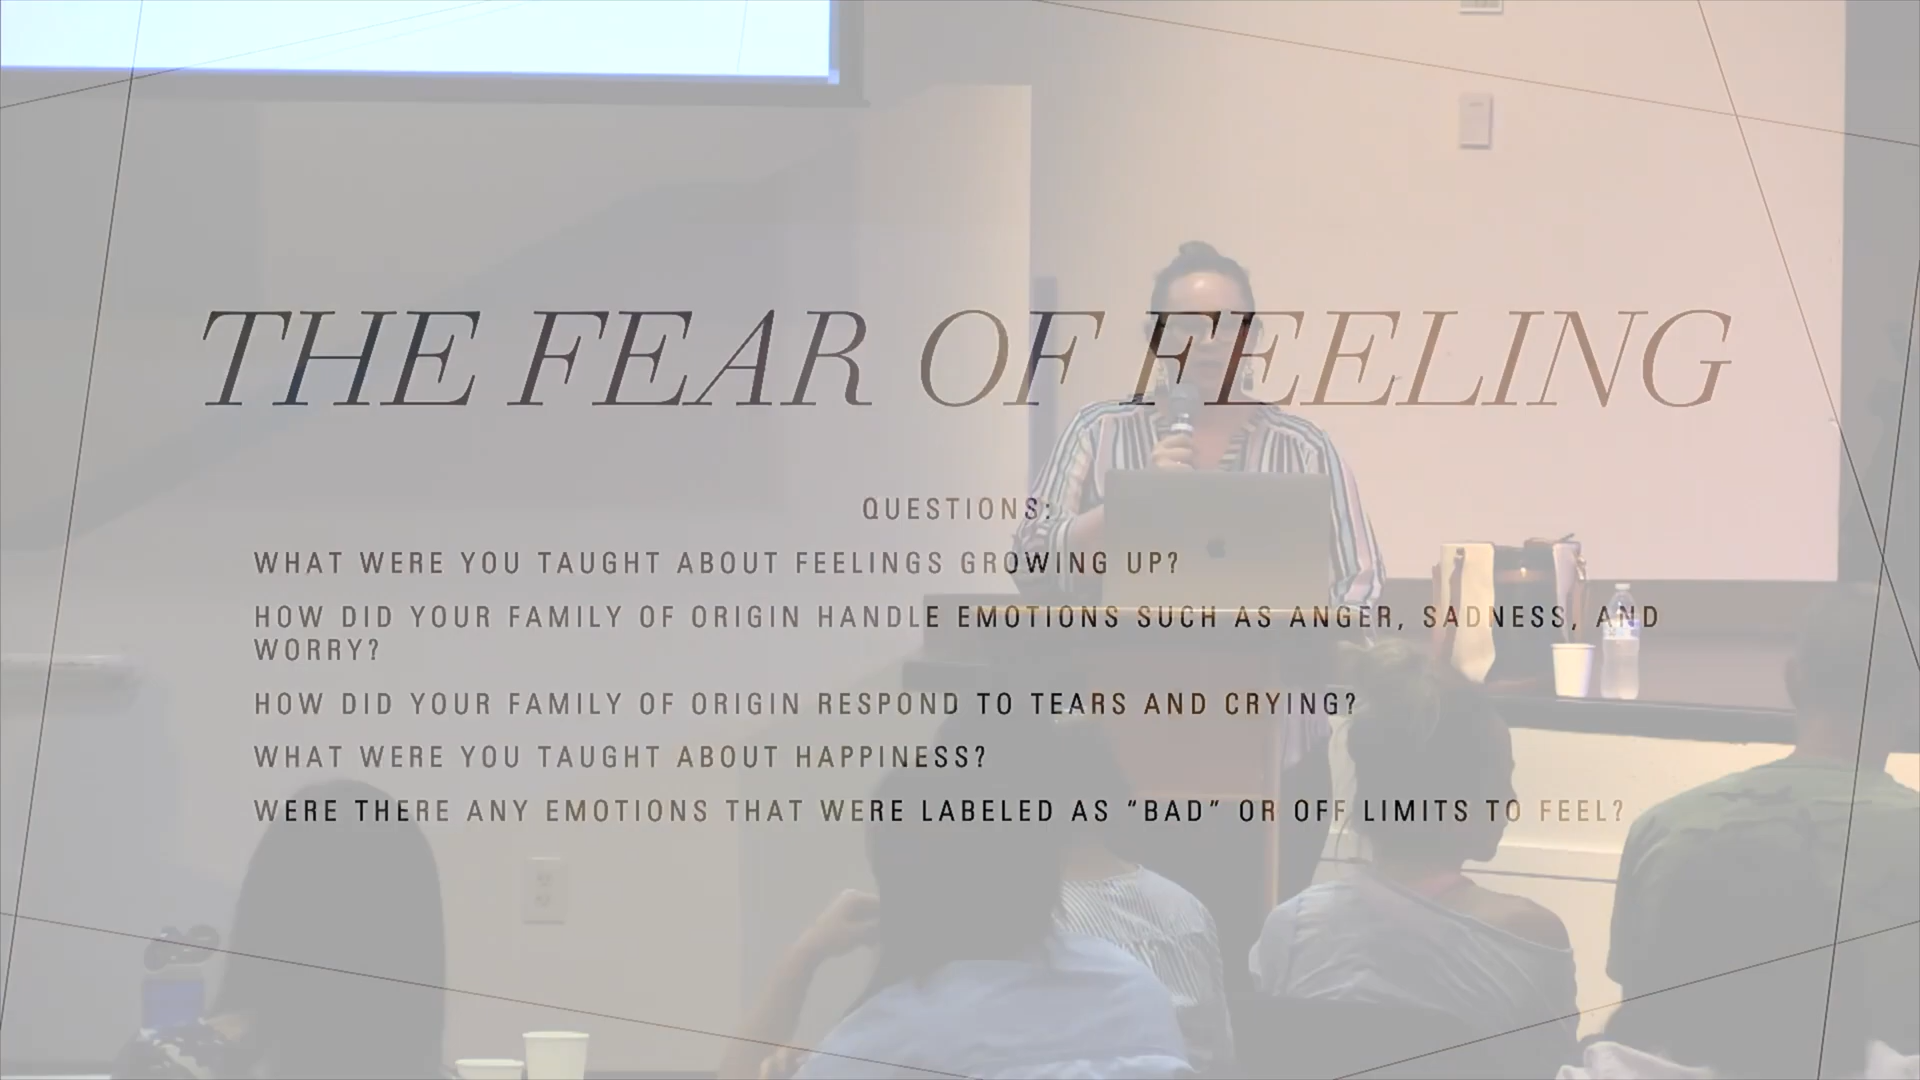 THE FEAR OF FEELING
QUESTIONS:
WHAT WERE YOU TAUGHT ABOUT FEELINGS GROWING UP?
HOW DID YOUR FAMILY OF ORIGIN HANDLE EMOTIONS SUCH AS ANGER, SADNESS, AND
WORRY?
HOW DID YOUR FAMILY OF ORIGIN RESPOND TO TEARS AND CRYING?
WHAT WERE YOU TAUGHT ABOUT HAPPINESS?
WERE THERE ANY EMOTIONS THAT WERE LABELED AS “BAD” OR OFF LIMITS TO FEEL?